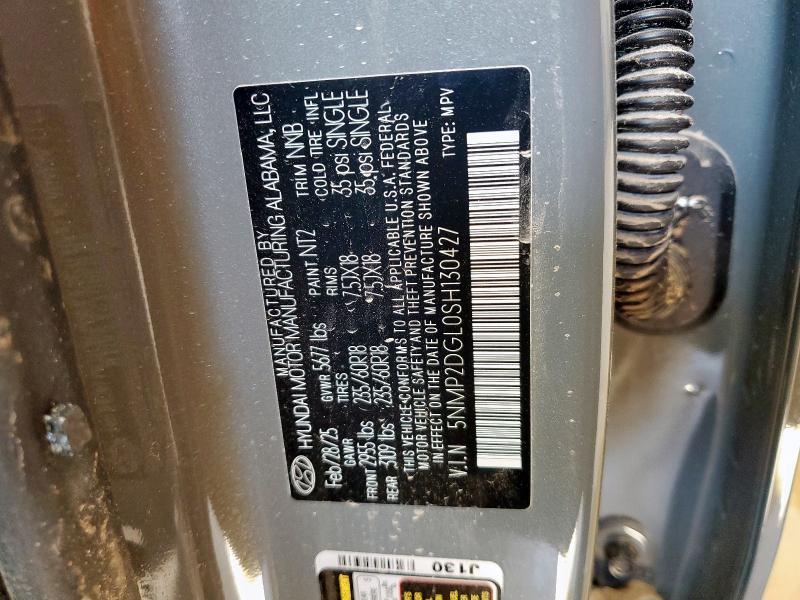 MANUFACTURED BY
HYUNDAI MOTOR MANUFACTURING ALABAMA, LLC
Feb/28/25 GVWR 5677 lbs PAINT NT2 TRIM NNB
GAWR TIRES RIMS COLD TIRE INFL
FRONT 2955 lbs 235/60R18 7.5JX18 35 psi SINGLE
REAR 3109 lbs 235/60R18 7.5JX18 35 psi SINGLE
THIS VEHICLE CONFORMS TO ALL APPLICABLE U.S.A. FEDERAL
MOTOR VEHICLE SAFETY AND THEFT PREVENTION STANDARDS
IN EFFECT ON THE DATE OF MANUFACTURE SHOWN ABOVE
V.I.N 5NMP2DGL0SH130427 TYPE: MPV
J130